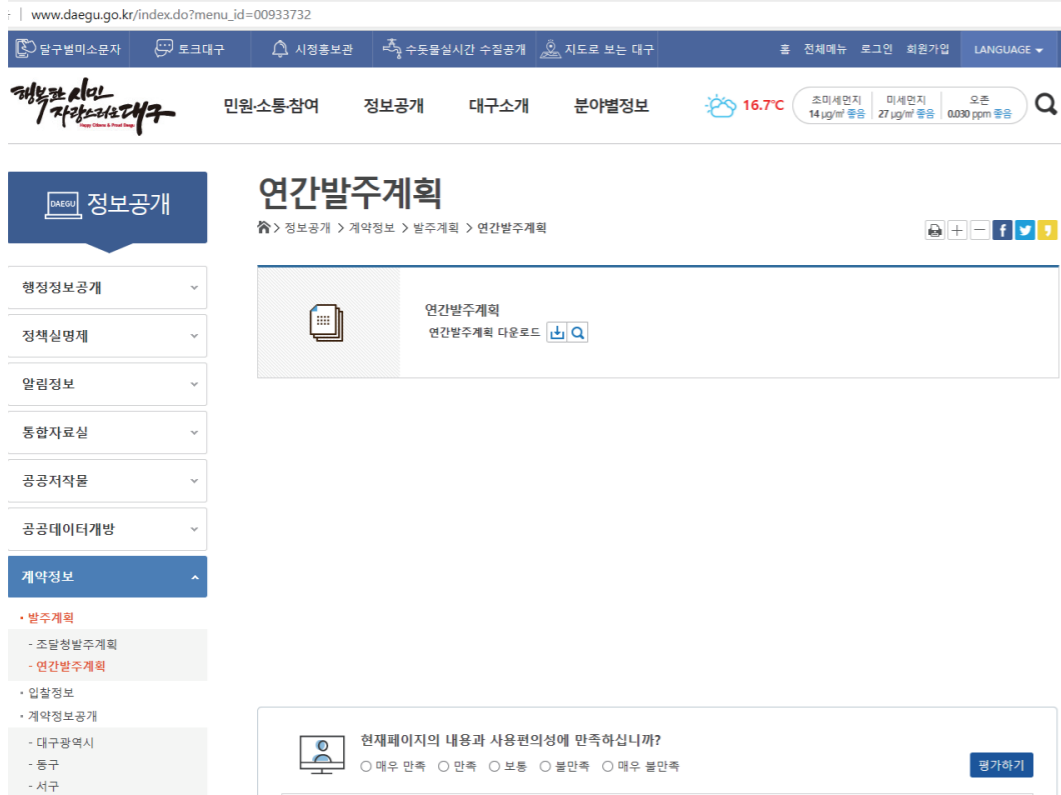 www.daegu.go.kr/index.do?menu_id=00933732
달구벌미소문자 토크대구 시정홍보관 수돗물실시간 수질공개 지도로 보는 대구 홈 전체메뉴 로그인 회원가입 LANGUAGE
행복한 시민
자랑스러운 대구
Happy Citizens & Proud Daegu
민원·소통·참여 정보공개 대구소개 분야별정보 16.7℃
초미세먼지 미세먼지 오존
14 ㎍/㎥ 좋음 27 ㎍/㎥ 좋음 0.030 ppm 좋음
DAEGU 정보공개
연간발주계획
> 정보공개 > 계약정보 > 발주계획 > 연간발주계획
행정정보공개
정책실명제
알림정보
통합자료실
공공저작물
공공데이터개방
계약정보
· 발주계획
- 조달청발주계획
- 연간발주계획
· 입찰정보
· 계약정보공개
- 대구광역시
- 동구
- 서구
연간발주계획
연간발주계획 다운로드
현재페이지의 내용과 사용편의성에 만족하십니까?
매우 만족 만족 보통 불만족 매우 불만족
평가하기